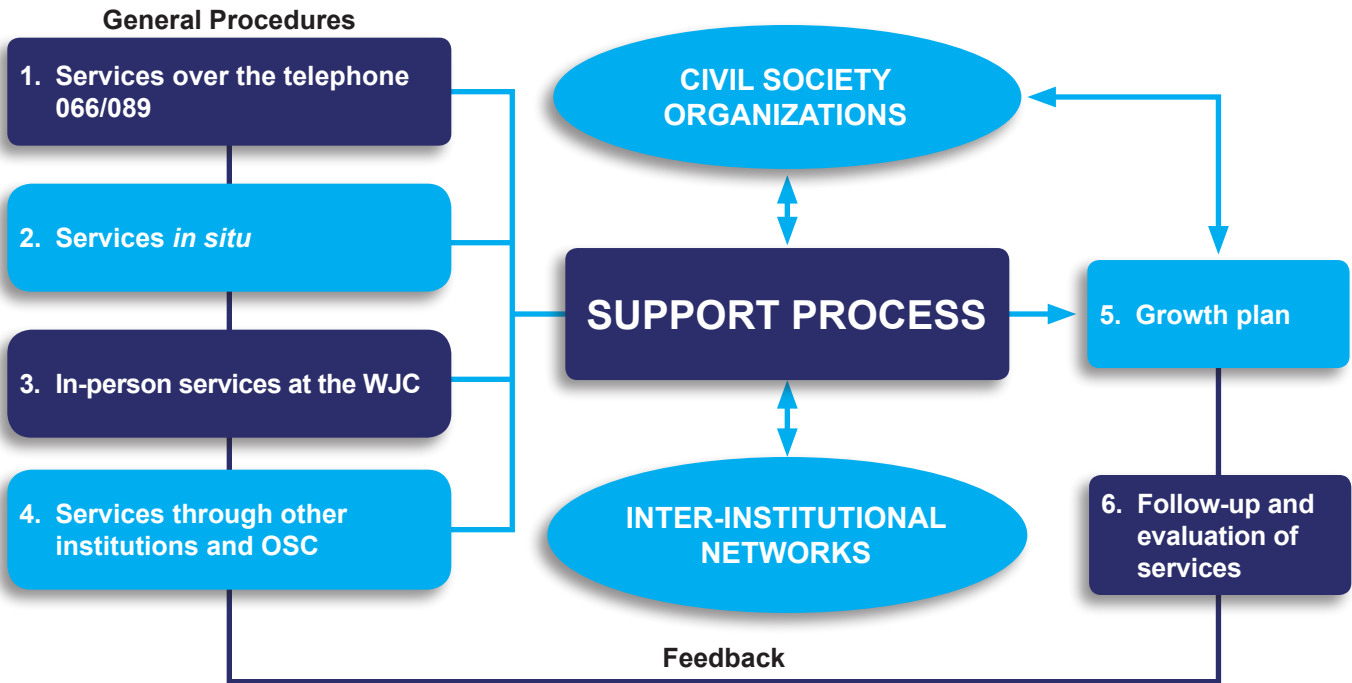 General Procedures
1. Services over the telephone
066/089
2. Services in situ
3. In-person services at the WJC
4. Services through other
institutions and OSC
CIVIL SOCIETY
ORGANIZATIONS
SUPPORT PROCESS
INTER-INSTITUTIONAL
NETWORKS
5. Growth plan
6. Follow-up and
evaluation of
services
Feedback